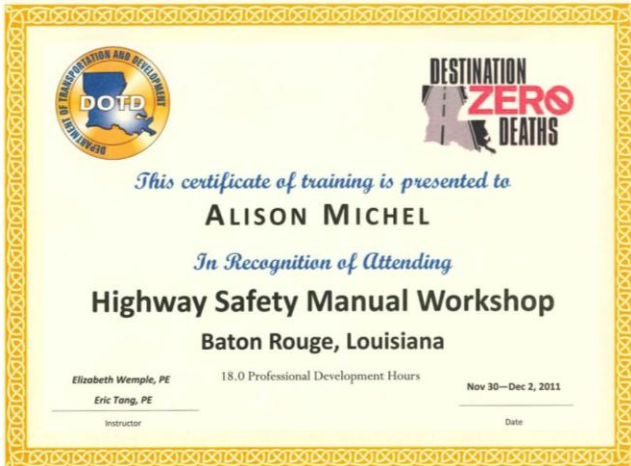 DEPARTMENT OF TRANSPORTATION AND DEVELOPMENT
DOTD
DESTINATION
ZERO
DEATHS
This certificate of training is presented to
ALISON MICHEL
In Recognition of Attending
Highway Safety Manual Workshop
Baton Rouge, Louisiana
18.0 Professional Development Hours
Elizabeth Wemple, PE
Eric Tang, PE
Instructor
Nov 30—Dec 2, 2011
Date